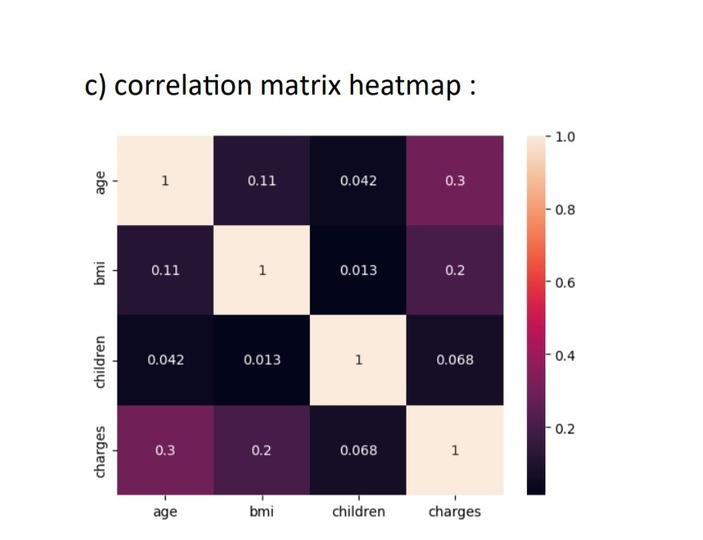 c) correlation matrix heatmap :
1.0
age 1 0.11 0.042 0.3
0.8
bmi 0.11 1 0.013 0.2
0.6
children 0.042 0.013 1 0.068
0.4
charges 0.3 0.2 0.068 1
0.2
age bmi children charges